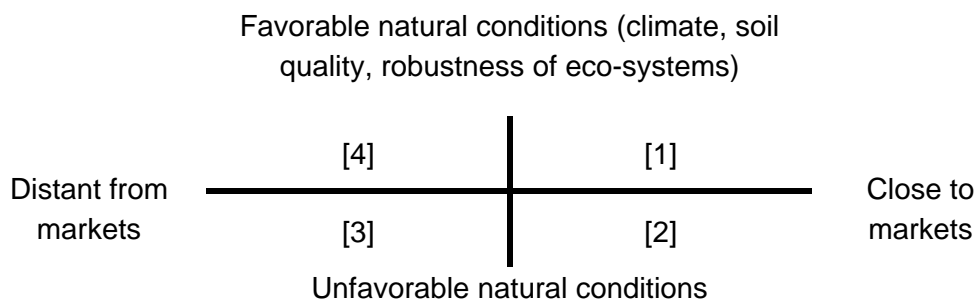 Favorable natural conditions (climate, soil
quality, robustness of eco-systems)
[4]
[1]
Distant from
markets
Close to
markets
[3]
[2]
Unfavorable natural conditions